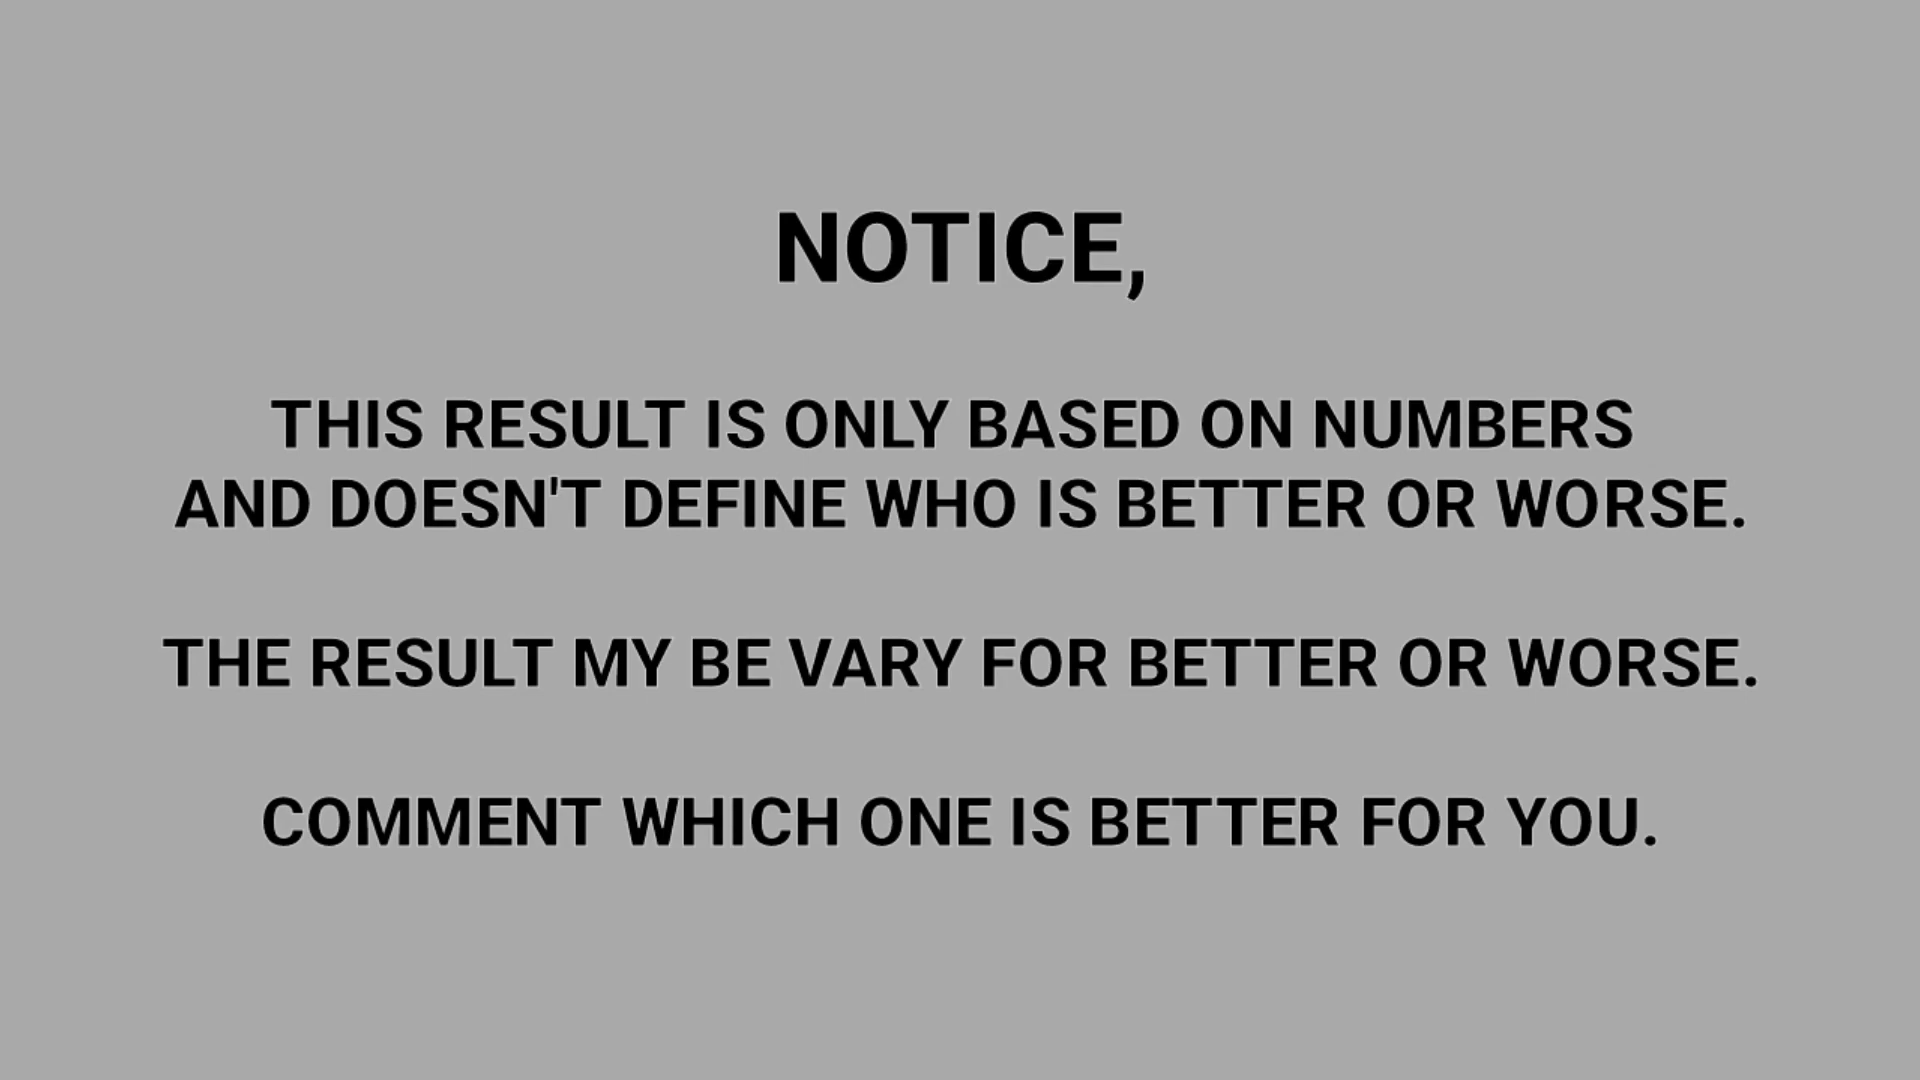 NOTICE,
THIS RESULT IS ONLY BASED ON NUMBERS
AND DOESN'T DEFINE WHO IS BETTER OR WORSE.
THE RESULT MY BE VARY FOR BETTER OR WORSE.
COMMENT WHICH ONE IS BETTER FOR YOU.